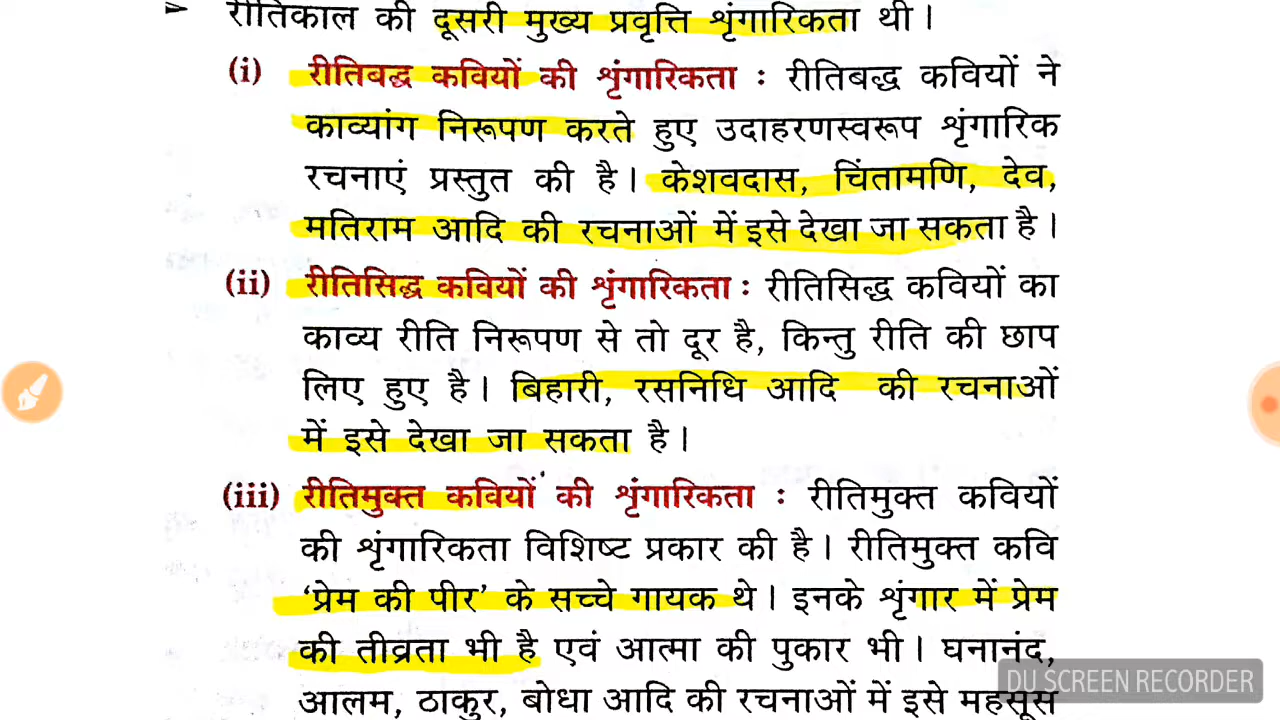 ➢ रीतिकाल की दूसरी मुख्य प्रवृत्ति शृंगारिकता थी।
(i) रीतिबद्ध कवियों की शृंगारिकता : रीतिबद्ध कवियों ने
काव्यांग निरूपण करते हुए उदाहरणस्वरूप शृंगारिक
रचनाएं प्रस्तुत की है। केशवदास, चिंतामणि, देव,
मतिराम आदि की रचनाओं में इसे देखा जा सकता है।
(ii) रीतिसिद्ध कवियों की शृंगारिकता : रीतिसिद्ध कवियों का
काव्य रीति निरूपण से तो दूर है, किन्तु रीति की छाप
लिए हुए है। बिहारी, रसनिधि आदि की रचनाओं
में इसे देखा जा सकता है।
(iii) रीतिमुक्त कवियों की शृंगारिकता : रीतिमुक्त कवियों
की शृंगारिकता विशिष्ट प्रकार की है। रीतिमुक्त कवि
‘प्रेम की पीर’ के सच्चे गायक थे। इनके शृंगार में प्रेम
की तीव्रता भी है एवं आत्मा की पुकार भी। घनानंद,
आलम, ठाकुर, बोधा आदि की रचनाओं में इसे महसूस
DU SCREEN RECORDER